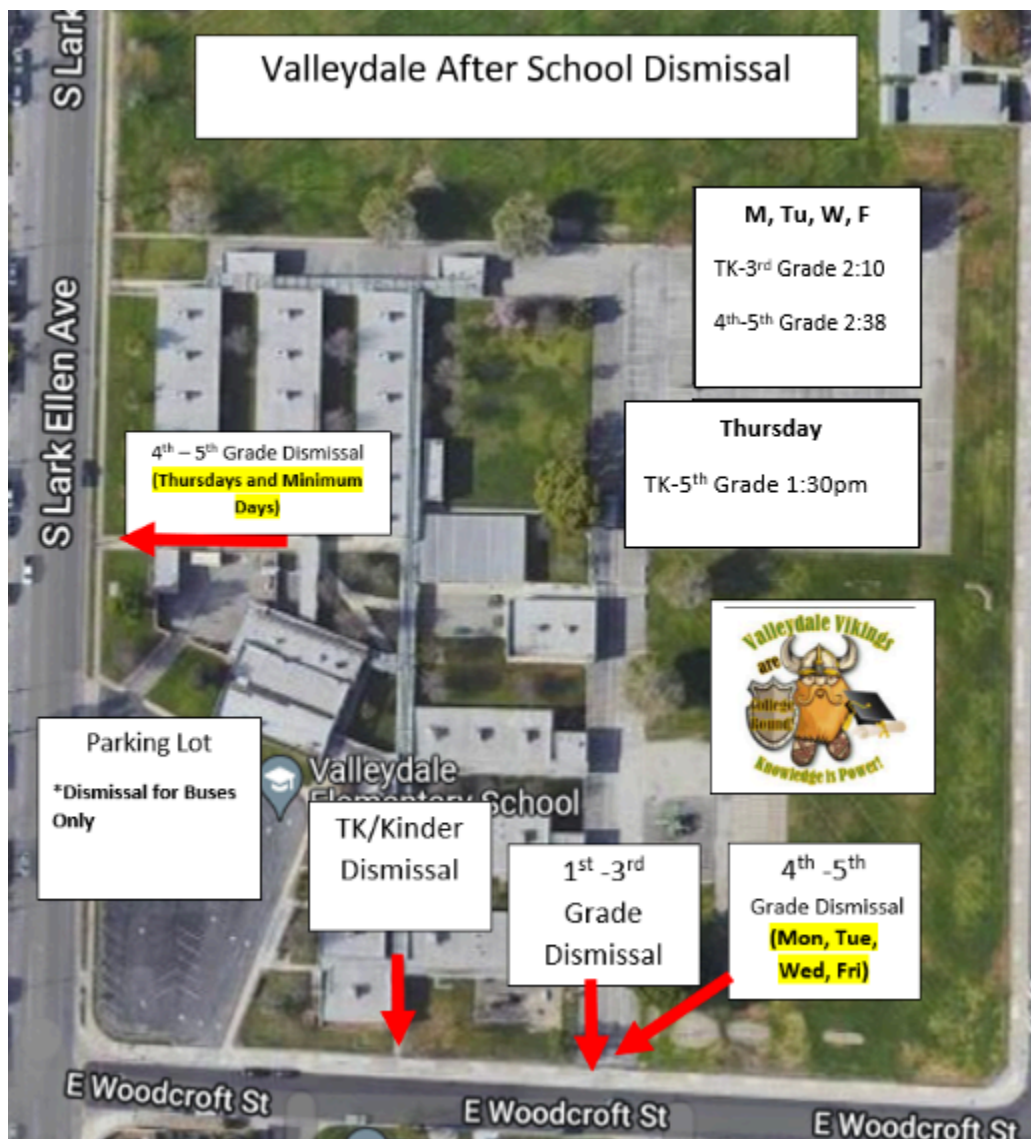 S Lark
Valleydale After School Dismissal
M, Tu, W, F
TK-3rd Grade 2:10
4th-5th Grade 2:38
S Lark Ellen Ave
Thursday
TK-5th Grade 1:30pm
4th – 5th Grade Dismissal
(Thursdays and Minimum
Days)
Valleydale Vikings
are
College
Bound!
Knowledge is Power!
Parking Lot
*Dismissal for Buses
Only
Valleydale
Elementary School
TK/Kinder
Dismissal
1st -3rd
Grade
Dismissal
4th -5th
Grade Dismissal
(Mon, Tue,
Wed, Fri)
E Woodcroft St
E Woodcroft St
E Woodcroft St